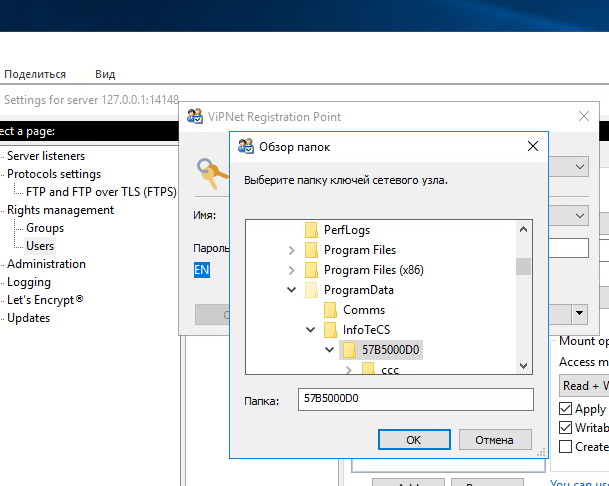 Поделиться Вид
Settings for server 127.0.0.1:14148
ViPNet Registration Point
ect a page:
Обзор папок
Server listeners
Protocols settings
FTP and FTP over TLS (FTPS)
Rights management
Groups
Users
Administration
Logging
Let's Encrypt®
Updates
Выберите папку ключей сетевого узла.
Имя:
Пароль
EN
PerfLogs
Program Files
Program Files (x86)
ProgramData
Comms
InfoTeCS
57B5000D0
ccc
Папка: 57B5000D0
OK Отмена
Mount op
Access m
Read + W
Apply
Writab
Create
You can use